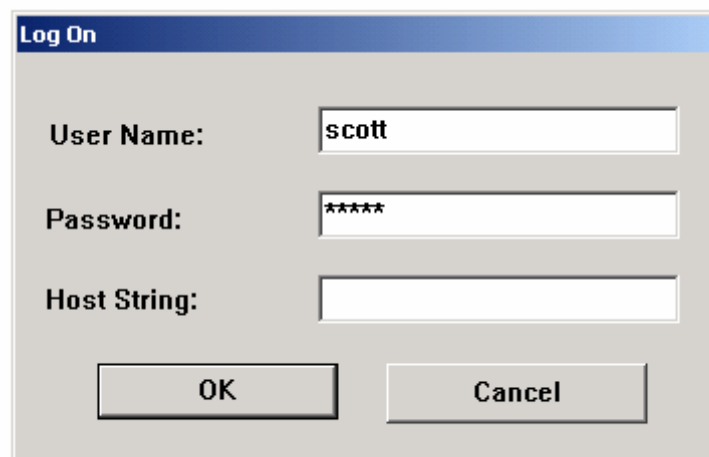 Log On
User Name: scott
Password: *****
Host String:
OK Cancel